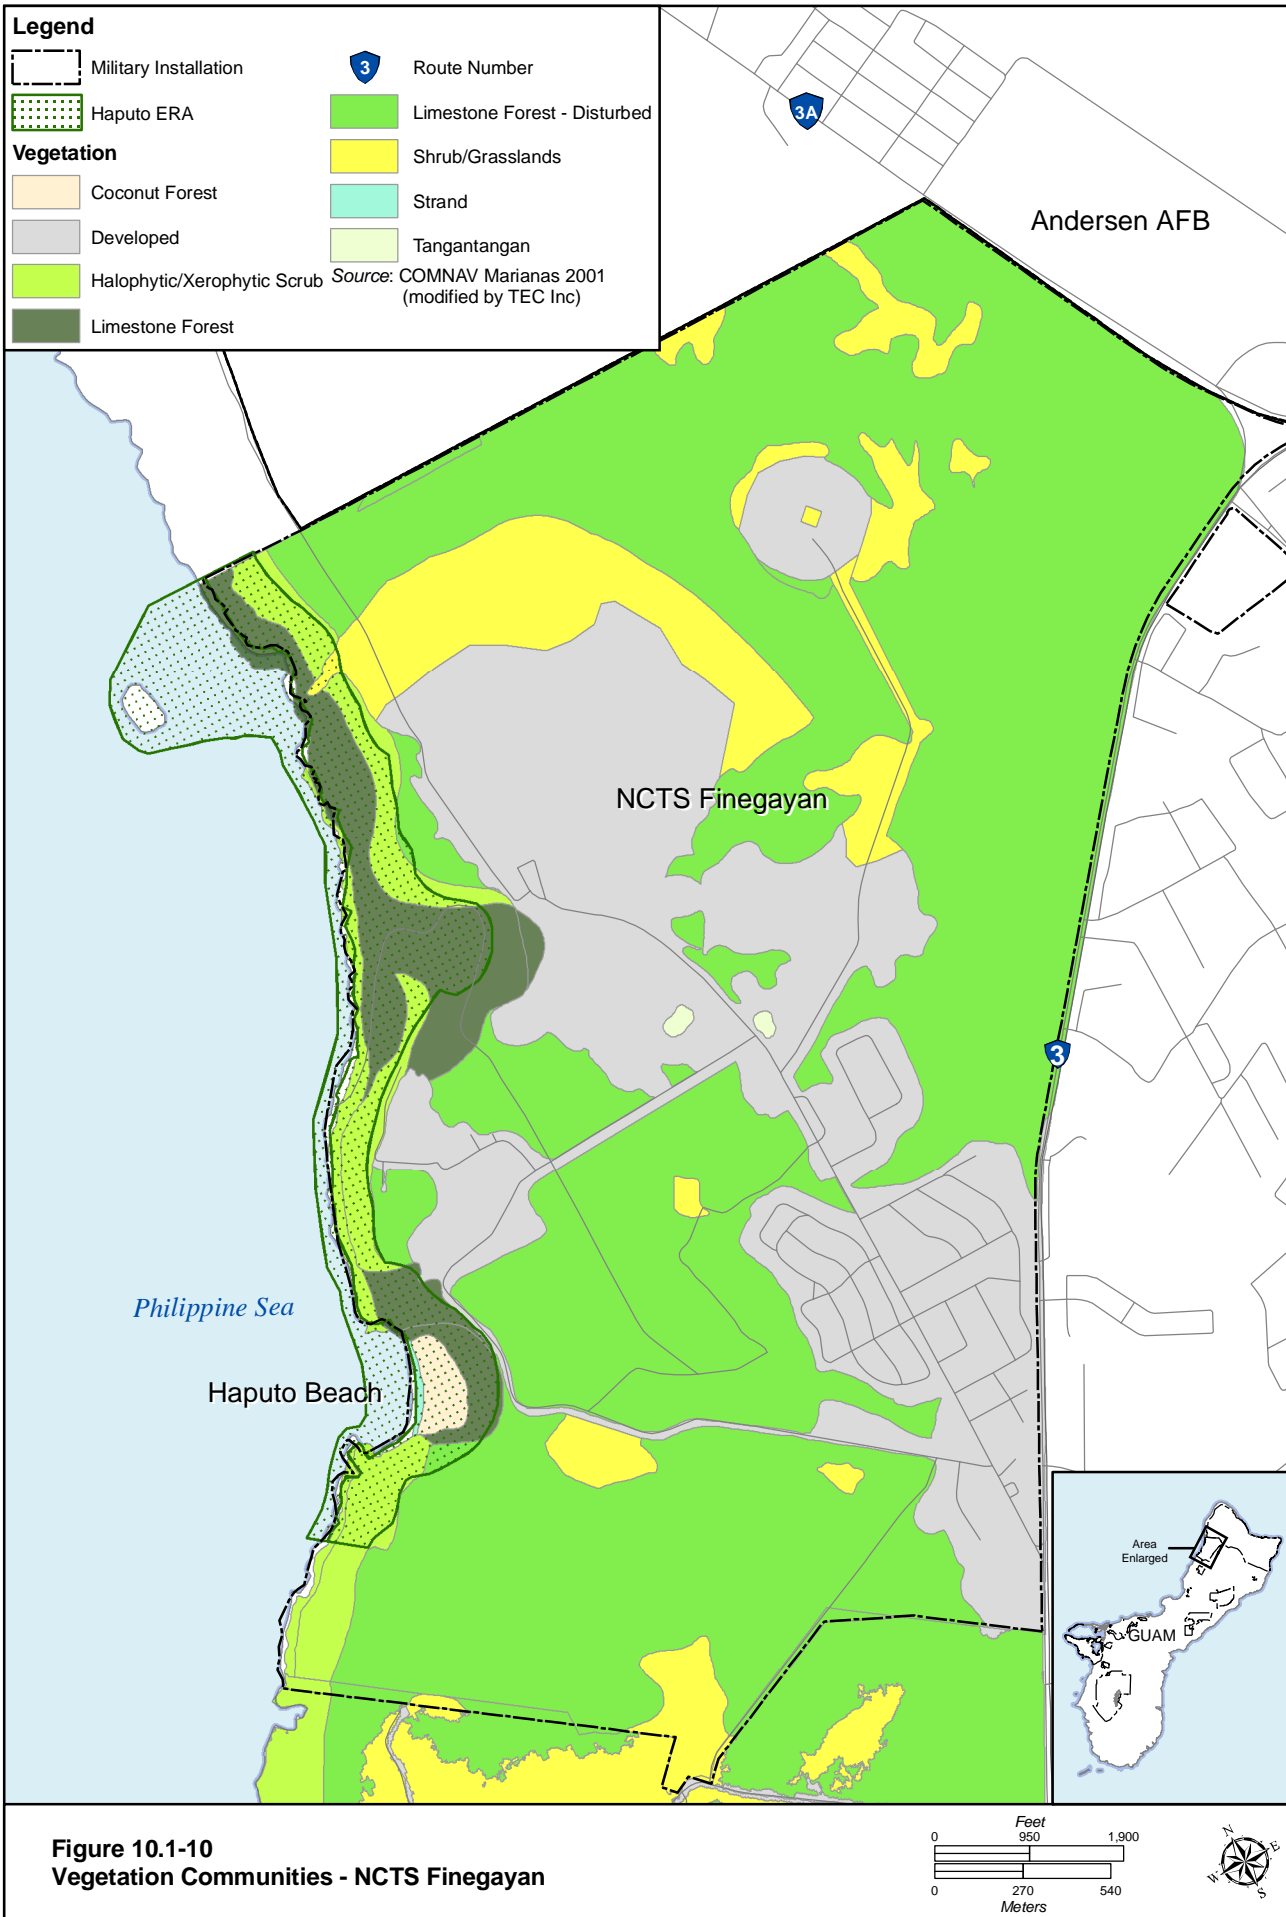 Legend
Military Installation
Haputo ERA
Vegetation
Coconut Forest
Developed
Halophytic/Xerophytic Scrub
Limestone Forest
3 Route Number
Limestone Forest - Disturbed
Shrub/Grasslands
Strand
Tangantangan
Source: COMNAV Marianas 2001
(modified by TEC Inc)
3A
Andersen AFB
NCTS Finegayan
3
Philippine Sea
Haputo Beach
Area
Enlarged
GUAM
Figure 10.1-10
Vegetation Communities - NCTS Finegayan
Feet
0 950 1,900
0 270 540
Meters
N
E
W
S